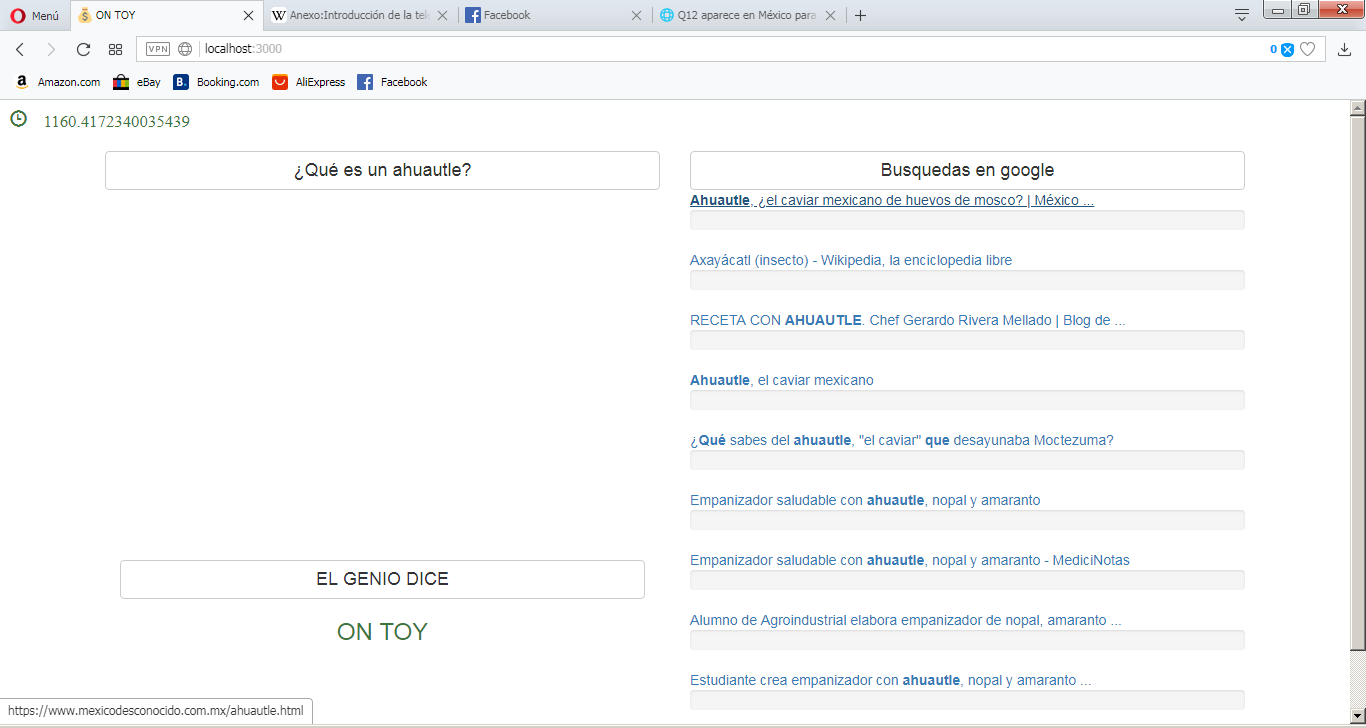 Menú
ON TOY
Anexo:Introducción de la tel
Facebook
Q12 aparece en México para
VPN
localhost:3000
0
Amazon.com
eBay
B.
Booking.com
AliExpress
Facebook
1160.4172340035439
¿Qué es un ahuautle?
EL GENIO DICE
ON TOY
Busquedas en google
Ahuautle, ¿el caviar mexicano de huevos de mosco? | México ...
Axayácatl (insecto) - Wikipedia, la enciclopedia libre
RECETA CON AHUAUTLE. Chef Gerardo Rivera Mellado | Blog de ...
Ahuautle, el caviar mexicano
¿Qué sabes del ahuautle, "el caviar" que desayunaba Moctezuma?
Empanizador saludable con ahuautle, nopal y amaranto
Empanizador saludable con ahuautle, nopal y amaranto - MediciNotas
Alumno de Agroindustrial elabora empanizador de nopal, amaranto ...
Estudiante crea empanizador con ahuautle, nopal y amaranto ...
https://www.mexicodesconocido.com.mx/ahuautle.html